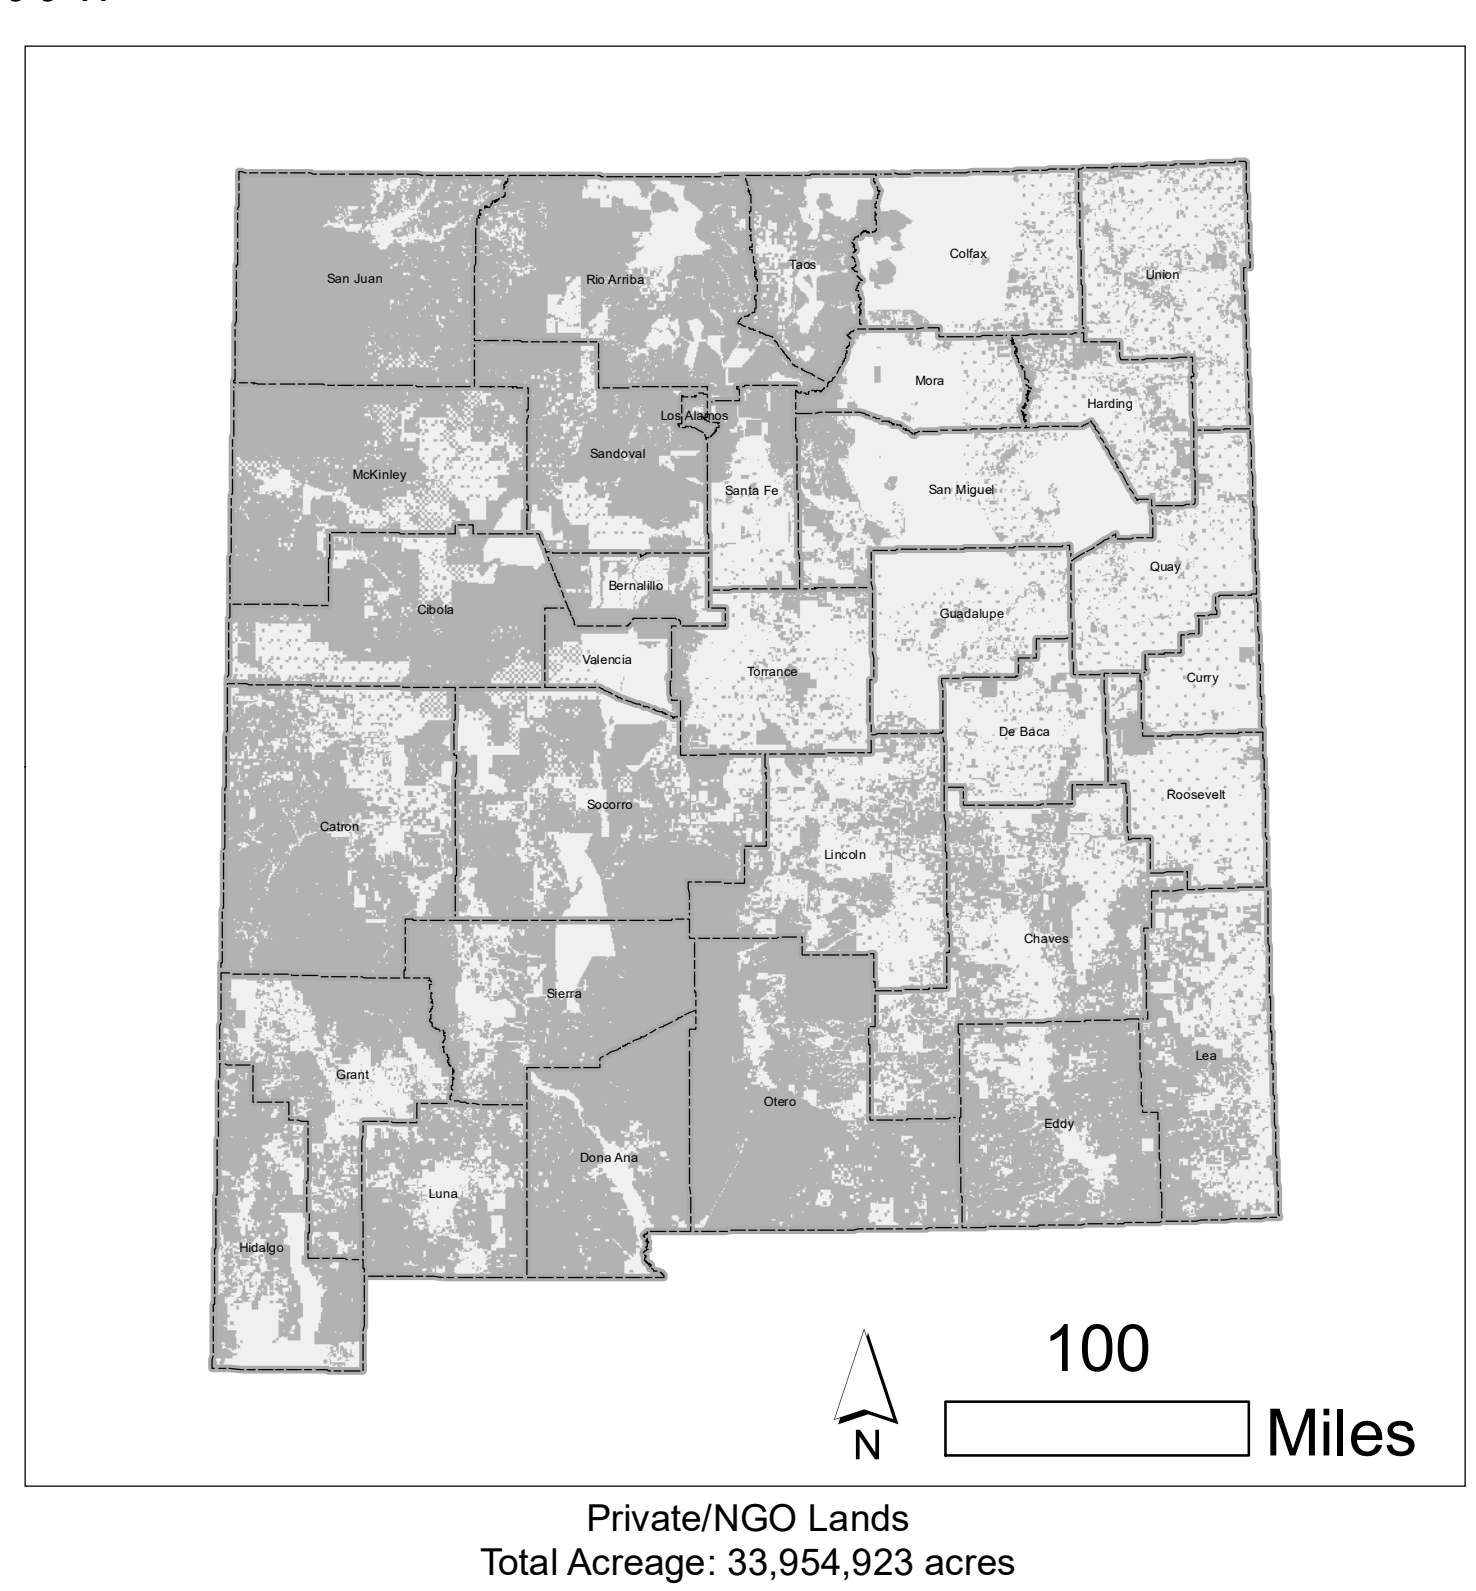 San Juan
Rio Arriba
Taos
Colfax
Union
Mora
Harding
Los Alamos
Sandoval
McKinley
Santa Fe
San Miguel
Quay
Bernalillo
Cibola
Guadalupe
Valencia
Torrance
Curry
De Baca
Roosevelt
Socorro
Catron
Lincoln
Chaves
Sierra
Lea
Grant
Otero
Eddy
Dona Ana
Luna
Hidalgo
100
Miles
N
Private/NGO Lands
Total Acreage: 33,954,923 acres